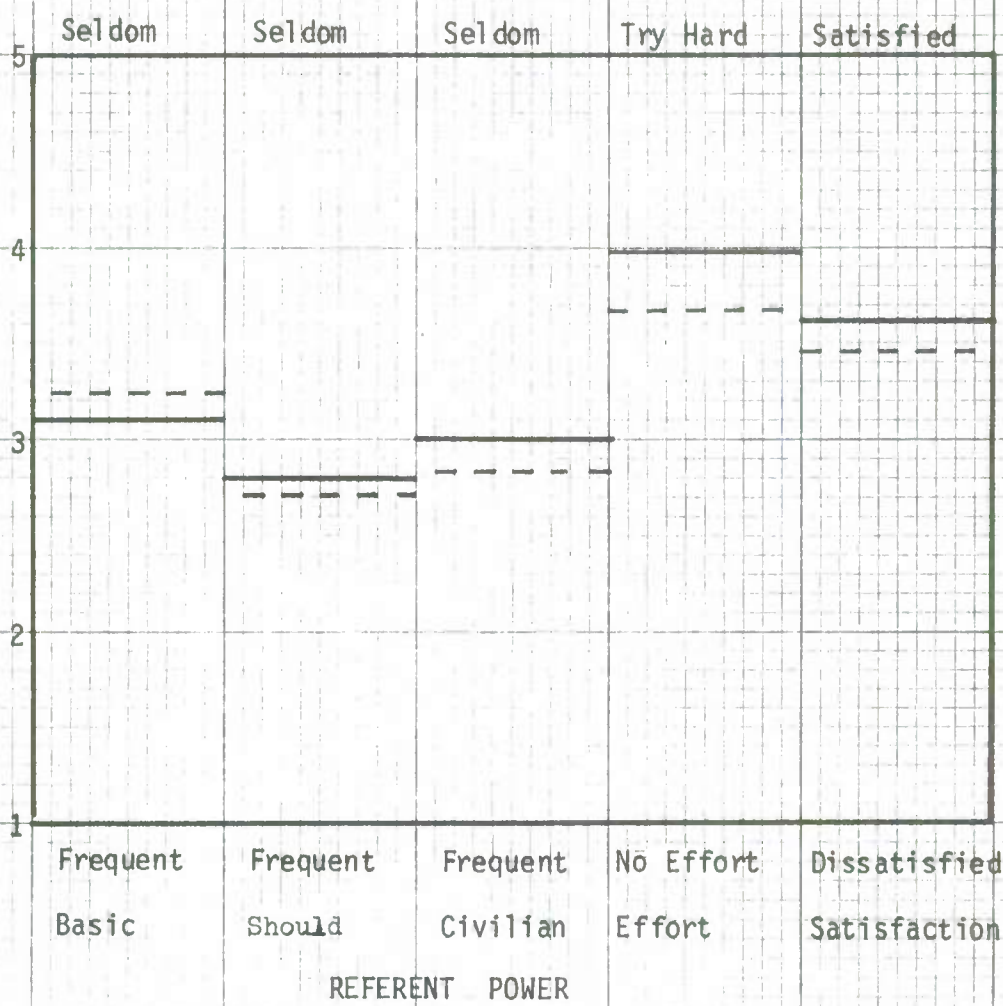 Seldom Seldom Seldom Try Hard Satisfied
5
4
3
2
1
Frequent Frequent Frequent No Effort Dissatisfied
Basic Should Civilian Effort Satisfaction
REFERENT POWER